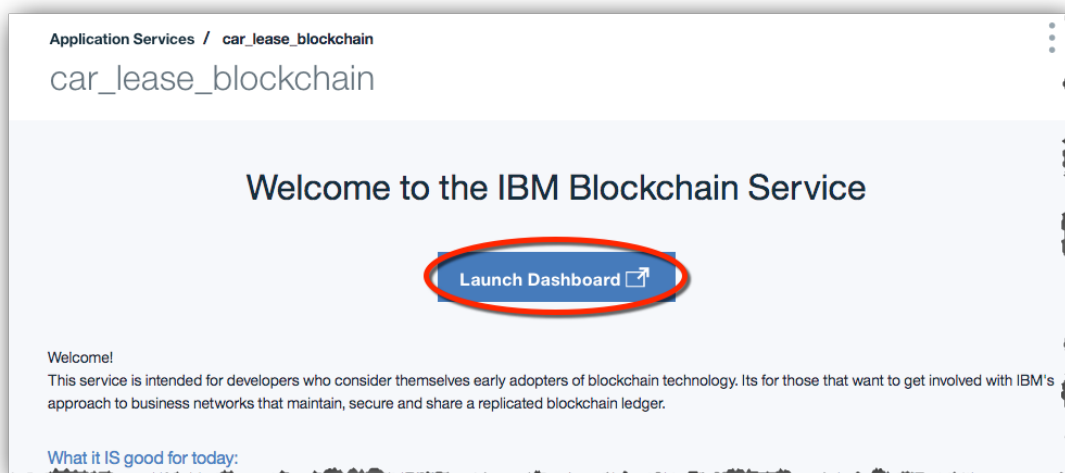 Application Services / car_lease_blockchain
car_lease_blockchain
Welcome to the IBM Blockchain Service
Launch Dashboard
Welcome!
This service is intended for developers who consider themselves early adopters of blockchain technology. Its for those that want to get involved with IBM's
approach to business networks that maintain, secure and share a replicated blockchain ledger.
What it IS good for today: